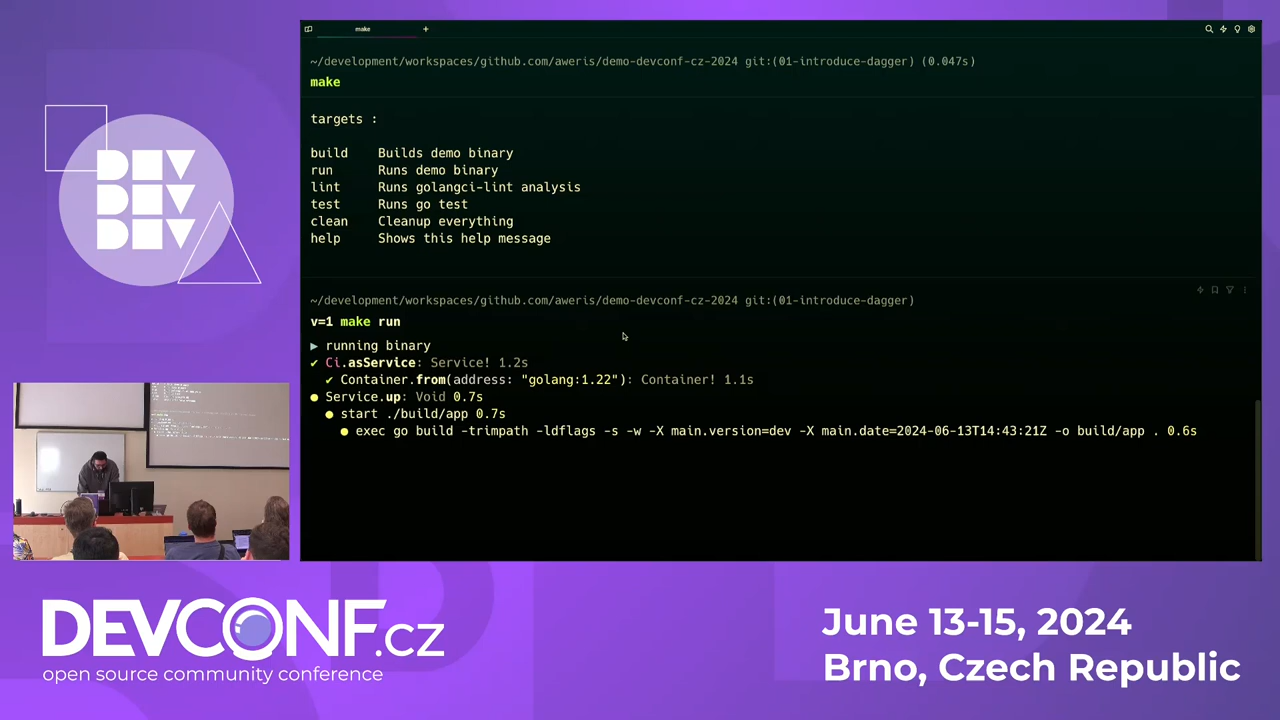 make
+
~/development/workspaces/github.com/aweris/demo-devconf-cz-2024 git:(01-introduce-dagger) (0.047s)
make
targets :
build Builds demo binary
run Runs demo binary
lint Runs golangci-lint analysis
test Runs go test
clean Cleanup everything
help Shows this help message
~/development/workspaces/github.com/aweris/demo-devconf-cz-2024 git:(01-introduce-dagger)
v=1 make run
▶ running binary
✔ Ci.asService: Service! 1.2s
✔ Container.from(address: "golang:1.22"): Container! 1.1s
● Service.up: Void 0.7s
● start ./build/app 0.7s
● exec go build -trimpath -ldflags -s -w -X main.version=dev -X main.date=2024-06-13T14:43:21Z -o build/app . 0.6s
DEV
DEV
DEV
DEVCONF.cz
open source community conference
June 13-15, 2024
Brno, Czech Republic